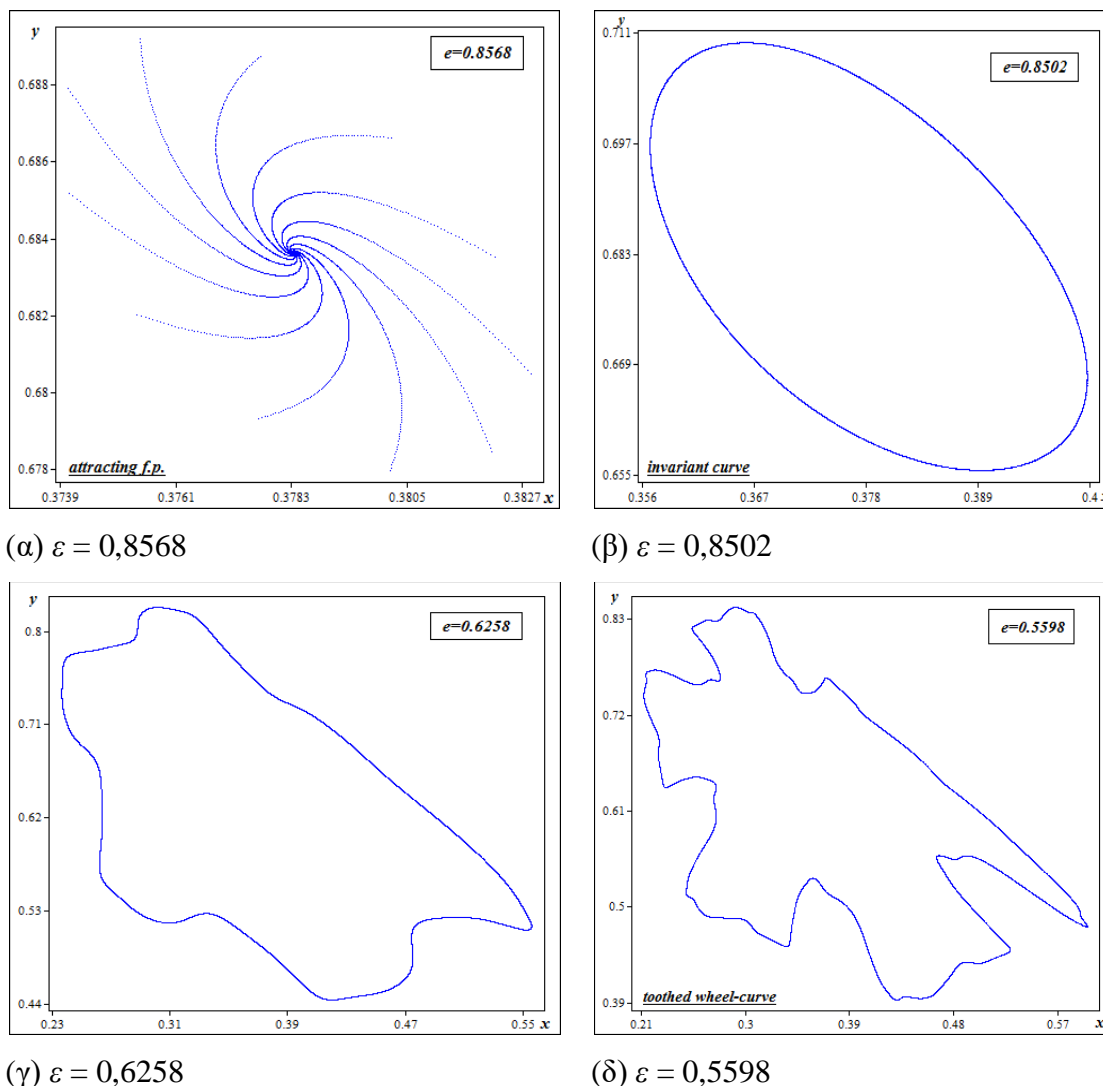 y
e=0.8568
0.688
0.686
0.684
0.682
0.68
0.678
attracting f.p.
0.3739 0.3761 0.3783 0.3805 0.3827 x
y
0.711
e=0.8502
0.697
0.683
0.669
0.655
invariant curve
0.356 0.367 0.378 0.389 0.4
(α) ε = 0,8568
(β) ε = 0,8502
y
e=0.6258
0.8
0.71
0.62
0.53
0.44
0.23 0.31 0.39 0.47 0.55 x
y
e=0.5598
0.83
0.72
0.61
0.5
0.39
toothed wheel-curve
0.21 0.3 0.39 0.48 0.57 x
(γ) ε = 0,6258
(δ) ε = 0,5598